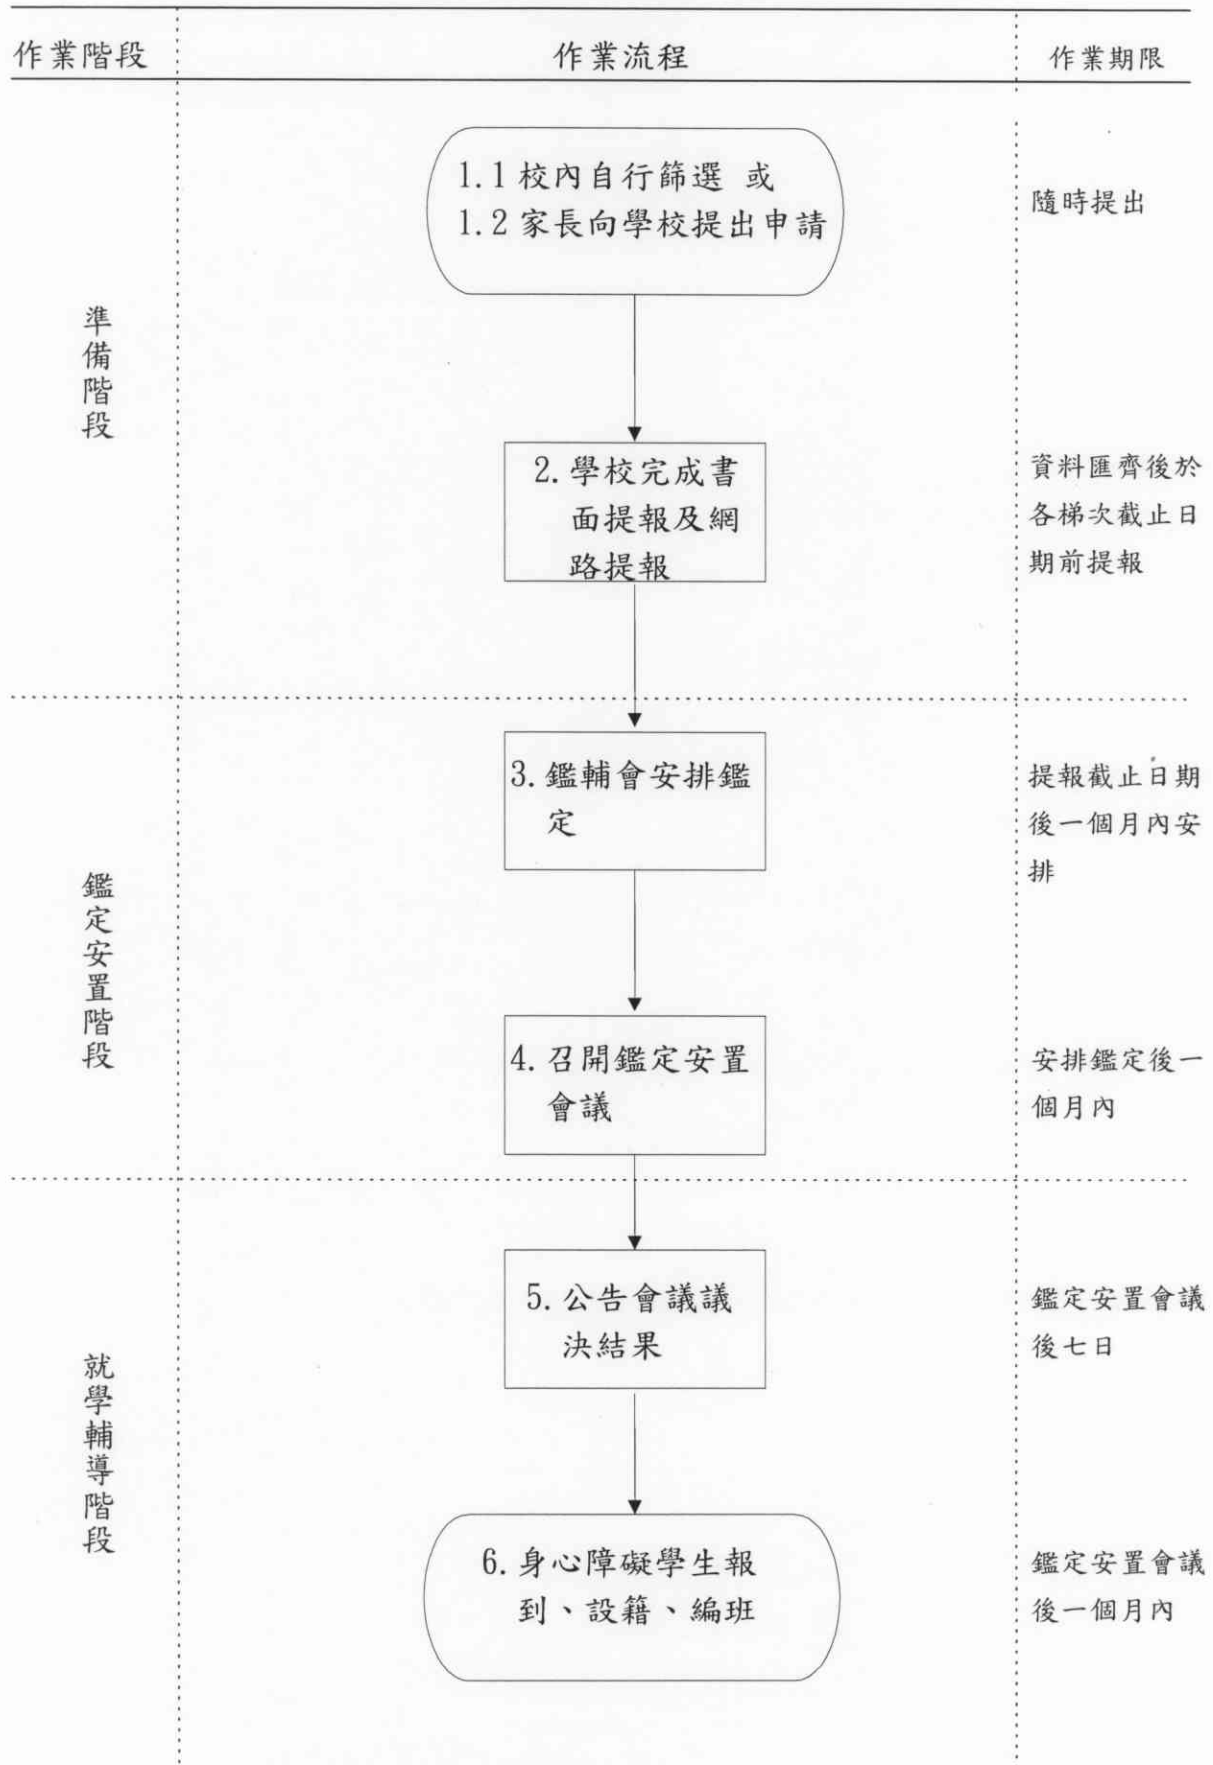 作業階段
作業流程
作業期限
準備階段
1.1 校內自行篩選 或
1.2 家長向學校提出申請
隨時提出
2. 學校完成書
面提報及網
路提報
資料匯齊後於
各梯次截止日
期前提報
鑑定安置階段
3. 鑑輔會安排鑑
定
提報截止日期
後一個月內安
排
4. 召開鑑定安置
會議
安排鑑定後一
個月內
就學輔導階段
5. 公告會議議
決結果
鑑定安置會議
後七日
6. 身心障礙學生報
到、設籍、編班
鑑定安置會議
後一個月內